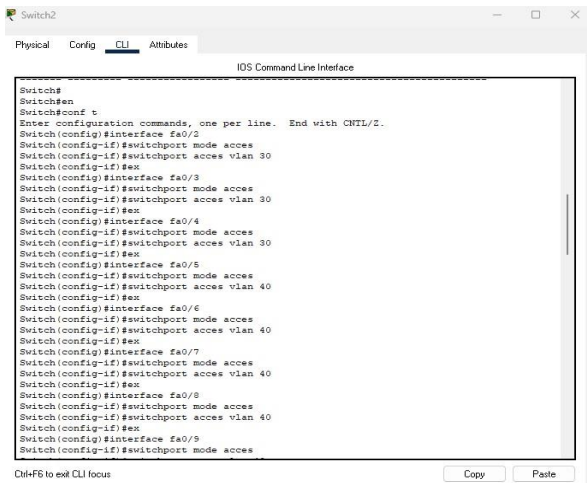 Switch2
Physical Config CLI Attributes
IOS Command Line Interface
Switch#
Switch#en
Switch#conf t
Enter configuration commands, one per line. End with CNTL/Z.
Switch(config)#interface fa0/2
Switch(config-if)#switchport mode acces
Switch(config-if)#switchport acces vlan 30
Switch(config-if)#ex
Switch(config)#interface fa0/3
Switch(config-if)#switchport mode acces
Switch(config-if)#switchport acces vlan 30
Switch(config-if)#ex
Switch(config)#interface fa0/4
Switch(config-if)#switchport mode acces
Switch(config-if)#switchport acces vlan 30
Switch(config-if)#ex
Switch(config)#interface fa0/5
Switch(config-if)#switchport mode acces
Switch(config-if)#switchport acces vlan 40
Switch(config-if)#ex
Switch(config)#interface fa0/6
Switch(config-if)#switchport mode acces
Switch(config-if)#switchport acces vlan 40
Switch(config-if)#ex
Switch(config)#interface fa0/7
Switch(config-if)#switchport mode acces
Switch(config-if)#switchport acces vlan 40
Switch(config-if)#ex
Switch(config)#interface fa0/8
Switch(config-if)#switchport mode acces
Switch(config-if)#switchport acces vlan 40
Switch(config-if)#ex
Switch(config)#interface fa0/9
Switch(config-if)#switchport mode acces
Ctrl+F6 to exit CLI focus
Copy Paste